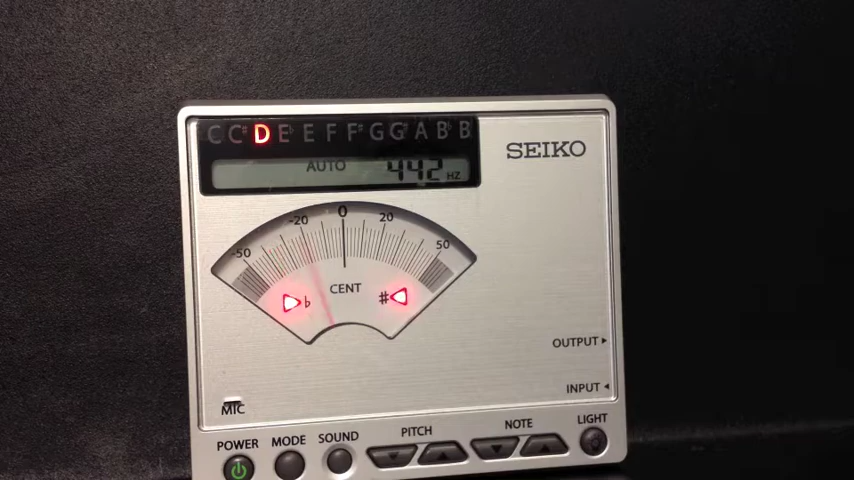 C C♯ D E♭ E F F♯ G G♯ A B♭ B
AUTO 442 HZ
SEIKO
-50 -20 0 20 50
CENT
♭ ♯
OUTPUT
INPUT
MIC
POWER MODE SOUND PITCH NOTE LIGHT